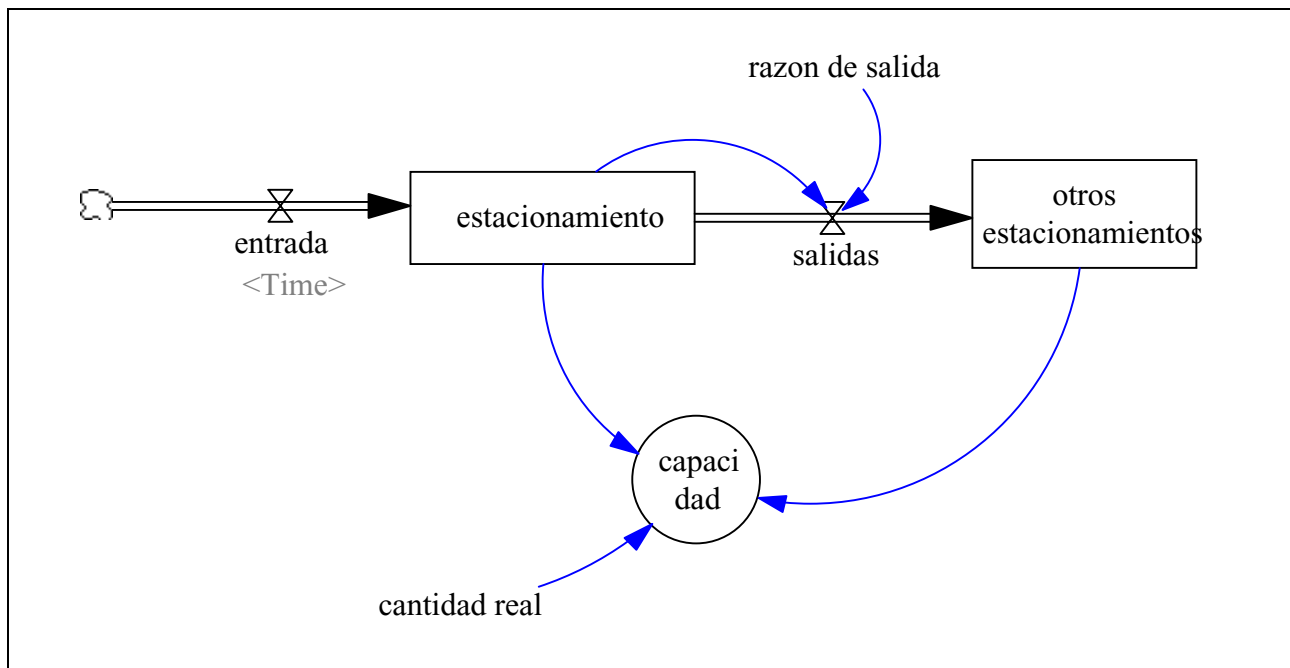 razon de salida
estacionamiento
otros
estacionamientos
entrada
<Time>
salidas
capaci
dad
cantidad real